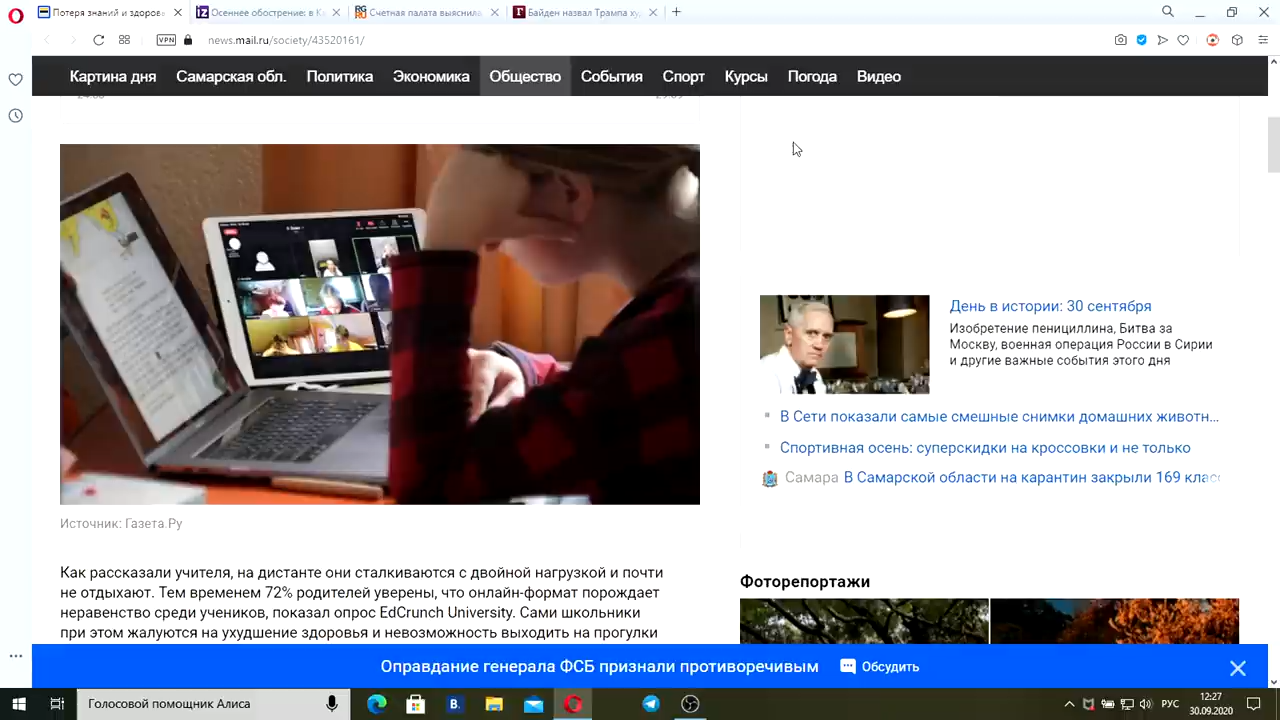 Потеря знаний и здоровь
Осеннее обострение: в К
Счетная палата выяснила,
Байден назвал Трампа ху
VPN
news.mail.ru/society/43520161/
Картина дня Самарская обл. Политика Экономика Общество События Спорт Курсы Погода Видео
День в истории: 30 сентября
Изобретение пенициллина, Битва за
Москву, военная операция России в Сирии
и другие важные события этого дня
В Сети показали самые смешные снимки домашних животн...
Спортивная осень: суперскидки на кроссовки и не только
Самара В Самарской области на карантин закрыли 169 клас
Источник: Газета.Ру
Как рассказали учителя, на дистанте они сталкиваются с двойной нагрузкой и почти
не отдыхают. Тем временем 72% родителей уверены, что онлайн-формат порождает
неравенство среди учеников, показал опрос EdCrunch University. Сами школьники
при этом жалуются на ухудшение здоровья и невозможность выходить на прогулки
Фоторепортажи
Оправдание генерала ФСБ признали противоречивым Обсудить
Голосовой помощник Алиса
РУС
12:27
30.09.2020